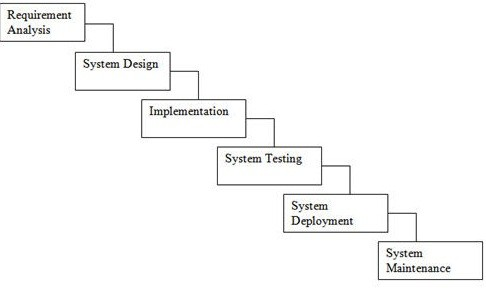 Requirement
Analysis
System Design
Implementation
System Testing
System
Deployment
System
Maintenance